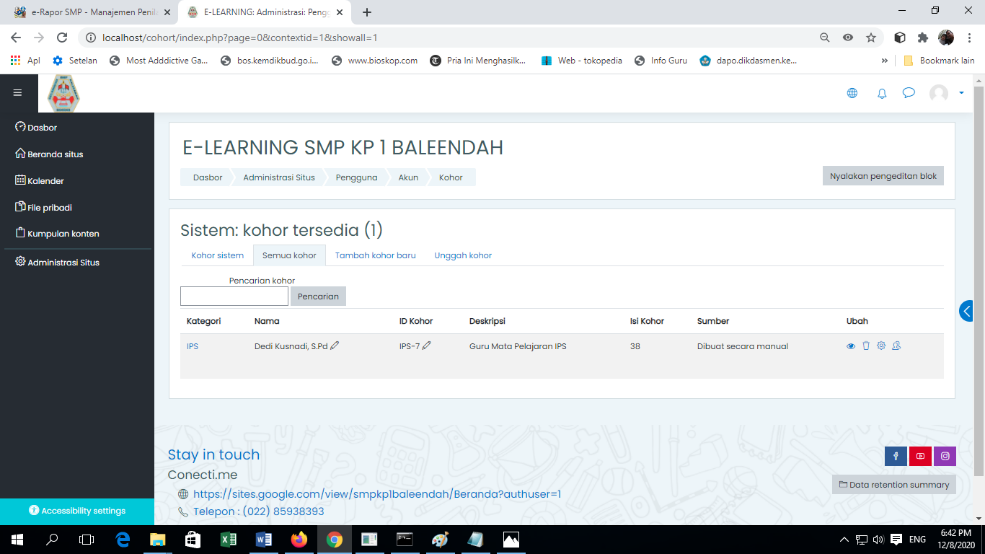 e-Rapor SMP - Manajemen Penil
E-LEARNING: Administrasi: Peng
localhost/cohort/index.php?page=0&contextid=1&showall=1
Apl Setelan Most Adddictive Ga... bos.kemdikbud.go.i... www.bioskop.com Pria Ini Menghasilk... Web - tokopedia Info Guru dapo.dikdasmen.ke... » Bookmark lain
Dasbor
Beranda situs
Kalender
File pribadi
Kumpulan konten
Administrasi Situs
Accessibility settings
E-LEARNING SMP KP 1 BALEENDAH
Dasbor Administrasi Situs Pengguna Akun Kohor
Nyalakan pengeditan blok
Sistem: kohor tersedia (1)
Kohor sistem Semua kohor Tambah kohor baru Unggah kohor
Pencarian kohor
Pencarian
Kategori Nama ID Kohor Deskripsi Isi Kohor Sumber Ubah
IPS Dedi Kusnadi, S.Pd IPS-7 Guru Mata Pelajaran IPS 38 Dibuat secara manual
Stay in touch
Conecti.me
https://sites.google.com/view/smpkp1baleendah/Beranda?authuser=1
Telepon : (022) 85938393
Data retention summary
ENG
6:42 PM
12/8/2020